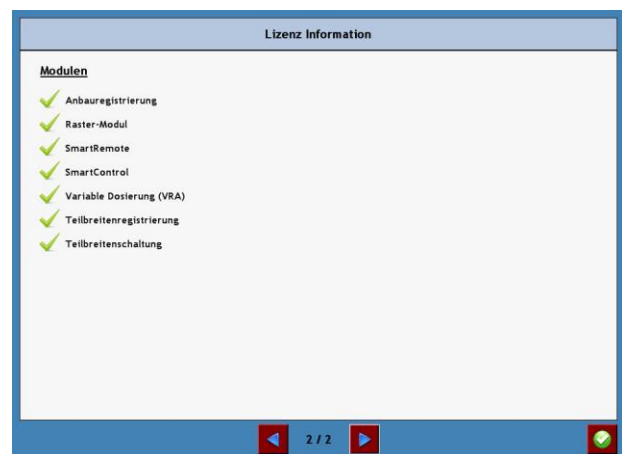 Lizenz Information
Modulen
Anbauregistrierung
Raster-Modul
SmartRemote
SmartControl
Variable Dosierung (VRA)
Teilbreitenregistrierung
Teilbreitenschaltung
2 / 2